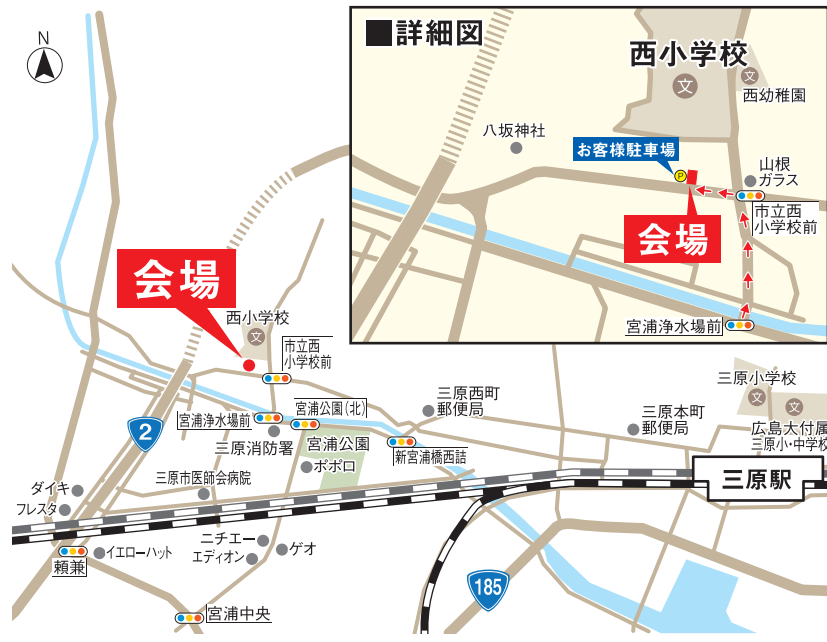 N
■詳細図
西小学校
文
文
西幼稚園
八坂神社
お客様駐車場
P
山根
ガラス
市立西
小学校前
会場
宮浦浄水場前
会場
西小学校
文
市立西
小学校前
宮浦浄水場前
宮浦公園(北)
三原西町
郵便局
三原小学校
文
文
三原本町
郵便局
広島大付属
三原小・中学校
2
三原消防署
宮浦公園
ポポロ
新宮浦橋西詰
三原市医師会病院
三原駅
ダイキ
フレスタ
ニチエー
エディオン
ゲオ
イエローハット
頼兼
185
宮浦中央